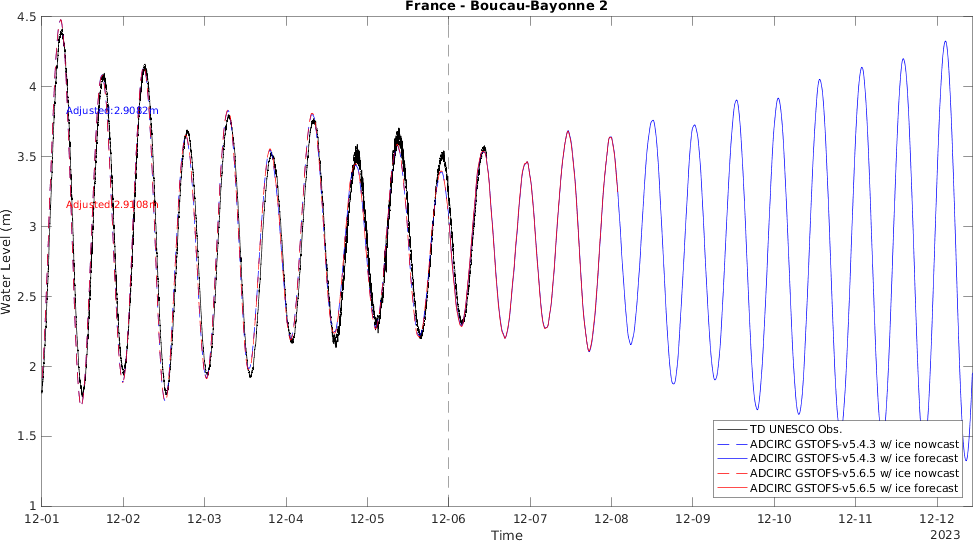 France - Boucau-Bayonne 2
Water Level (m)
4.5
4
3.5
3
2.5
2
1.5
1
Adjusted:2.9082m
Adjusted:2.9108m
TD UNESCO Obs.
ADCIRC GSTOFS-v5.4.3 w/ ice nowcast
ADCIRC GSTOFS-v5.4.3 w/ ice forecast
ADCIRC GSTOFS-v5.6.5 w/ ice nowcast
ADCIRC GSTOFS-v5.6.5 w/ ice forecast
12-01 12-02 12-03 12-04 12-05 12-06 12-07 12-08 12-09 12-10 12-11 12-12
Time
2023